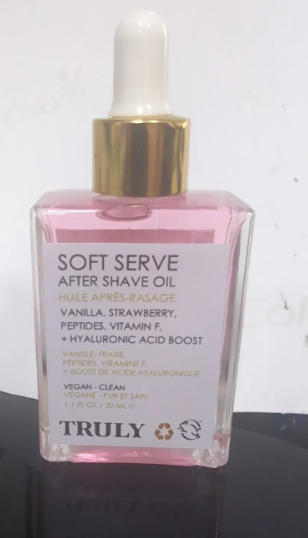 SOFT SERVE
AFTER SHAVE OIL
HUILE APRÈS-RASAGE
VANILLA, STRAWBERRY,
PEPTIDES, VITAMIN F,
+ HYALURONIC ACID BOOST
VANILLE, FRAISE,
PEPTIDES, VIRAMINE F,
+ BOOST DE ACIDE HYALURONIQUE
VEGAN - CLEAN
VEGANE - PUR ET SAIN
1.1 FL OZ / 30 ML e
TRULY